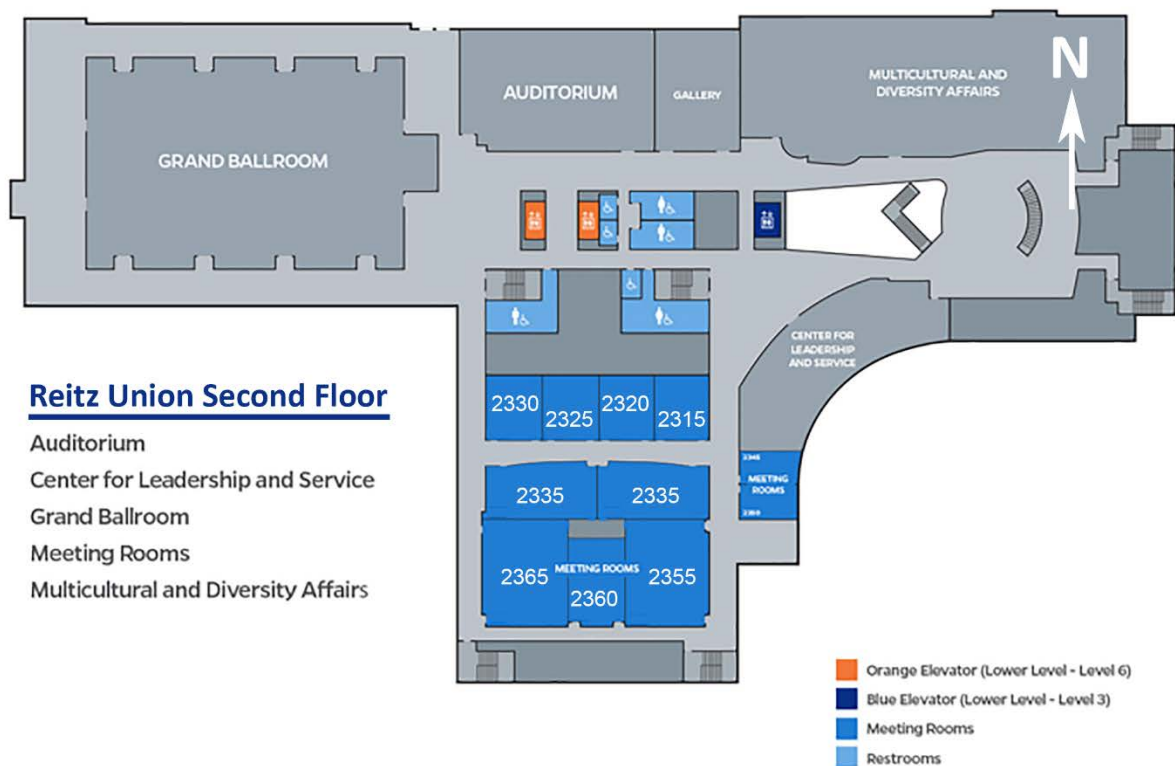 N
MULTICULTURAL AND
DIVERSITY AFFAIRS
AUDITORIUM
GALLERY
GRAND BALLROOM
CENTER FOR
LEADERSHIP
AND SERVICE
Reitz Union Second Floor
Auditorium
Center for Leadership and Service
Grand Ballroom
Meeting Rooms
Multicultural and Diversity Affairs
2330
2325
2320
2315
2335
2335
MEETING
ROOMS
2365
MEETING ROOMS
2360
2355
Orange Elevator (Lower Level - Level 6)
Blue Elevator (Lower Level - Level 3)
Meeting Rooms
Restrooms